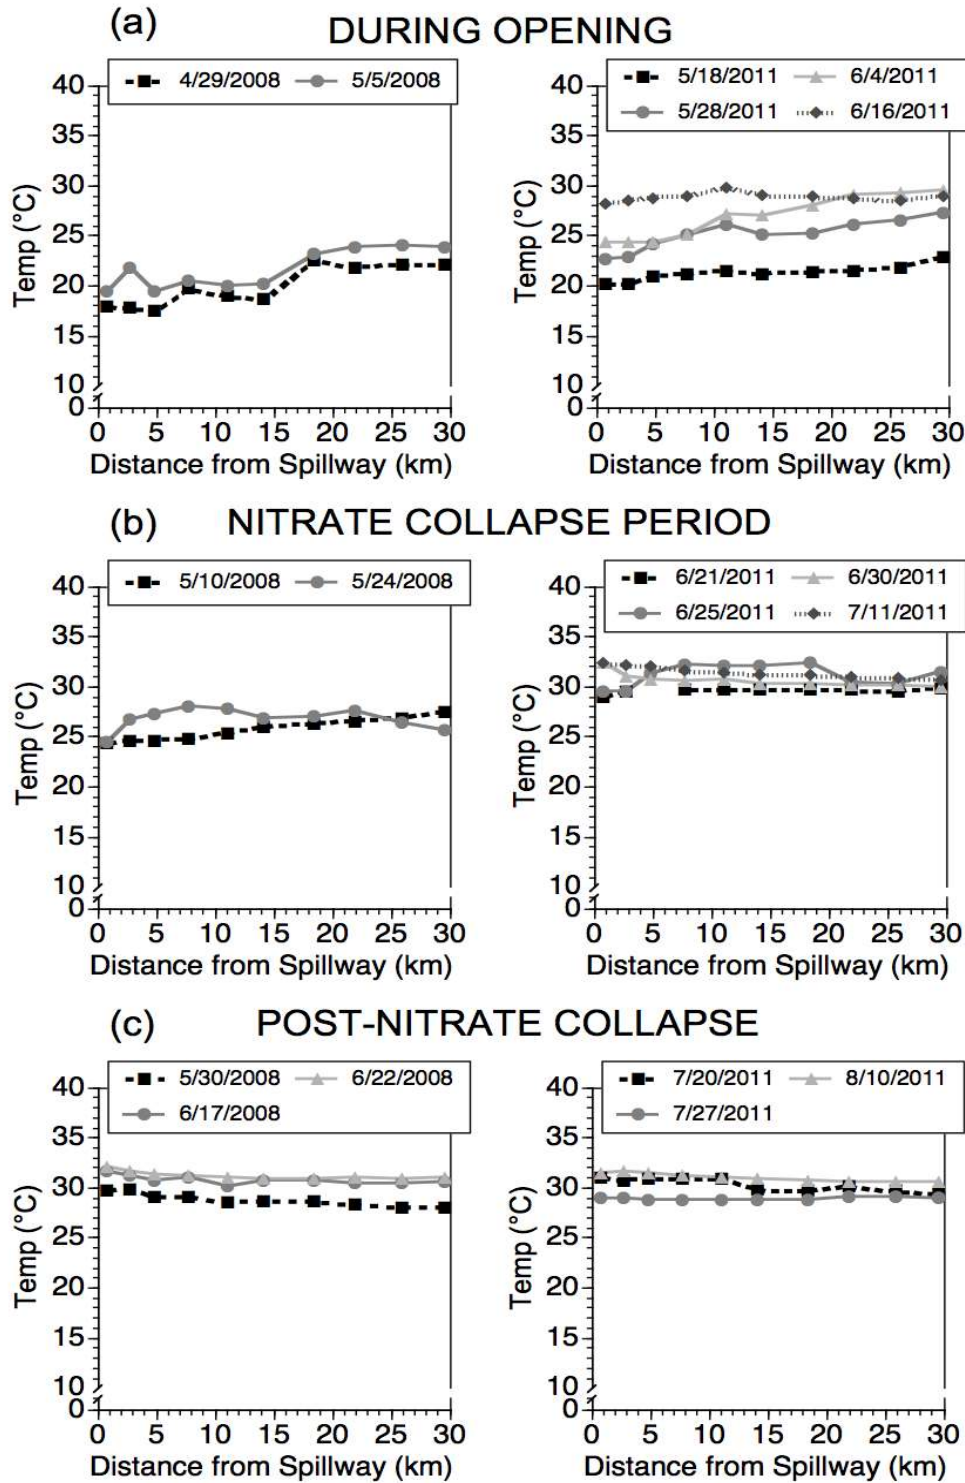 (a) DURING OPENING
4/29/2008 5/5/2008
40
35
30
25
20
15
10
0
Temp (°C)
0 5 10 15 20 25 30
Distance from Spillway (km)
5/18/2011 6/4/2011
5/28/2011 6/16/2011
40
35
30
25
20
15
10
0
Temp (°C)
0 5 10 15 20 25 30
Distance from Spillway (km)
(b) NITRATE COLLAPSE PERIOD
5/10/2008 5/24/2008
40
35
30
25
20
15
10
0
Temp (°C)
0 5 10 15 20 25 30
Distance from Spillway (km)
6/21/2011 6/30/2011
6/25/2011 7/11/2011
40
35
30
25
20
15
10
0
Temp (°C)
0 5 10 15 20 25 30
Distance from Spillway (km)
(c) POST-NITRATE COLLAPSE
5/30/2008 6/22/2008
6/17/2008
40
35
30
25
20
15
10
0
Temp (°C)
0 5 10 15 20 25 30
Distance from Spillway (km)
7/20/2011 8/10/2011
7/27/2011
40
35
30
25
20
15
10
0
Temp (°C)
0 5 10 15 20 25 30
Distance from Spillway (km)